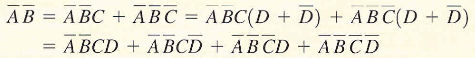 A̅ B̅ = A̅ B̅C + A̅ B̅ C̅ = A̅ B̅C(D + D̅) + A̅ B̅ C̅(D + D̅)
= A̅ B̅CD + A̅ B̅CD̅ + A̅ B̅ C̅D + A̅ B̅ C̅ D̅